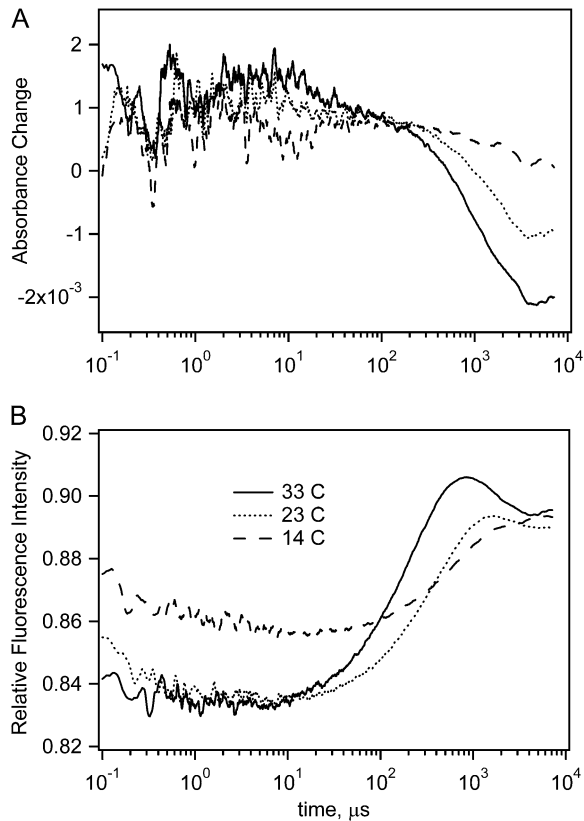 A
Absorbance Change
2
1
0
-1
-2x10⁻³
10⁻¹ 10⁰ 10¹ 10² 10³ 10⁴
B
Relative Fluorescence Intensity
0.92
0.90
0.88
0.86
0.84
0.82
33 C
23 C
14 C
10⁻¹ 10⁰ 10¹ 10² 10³ 10⁴
time, μs